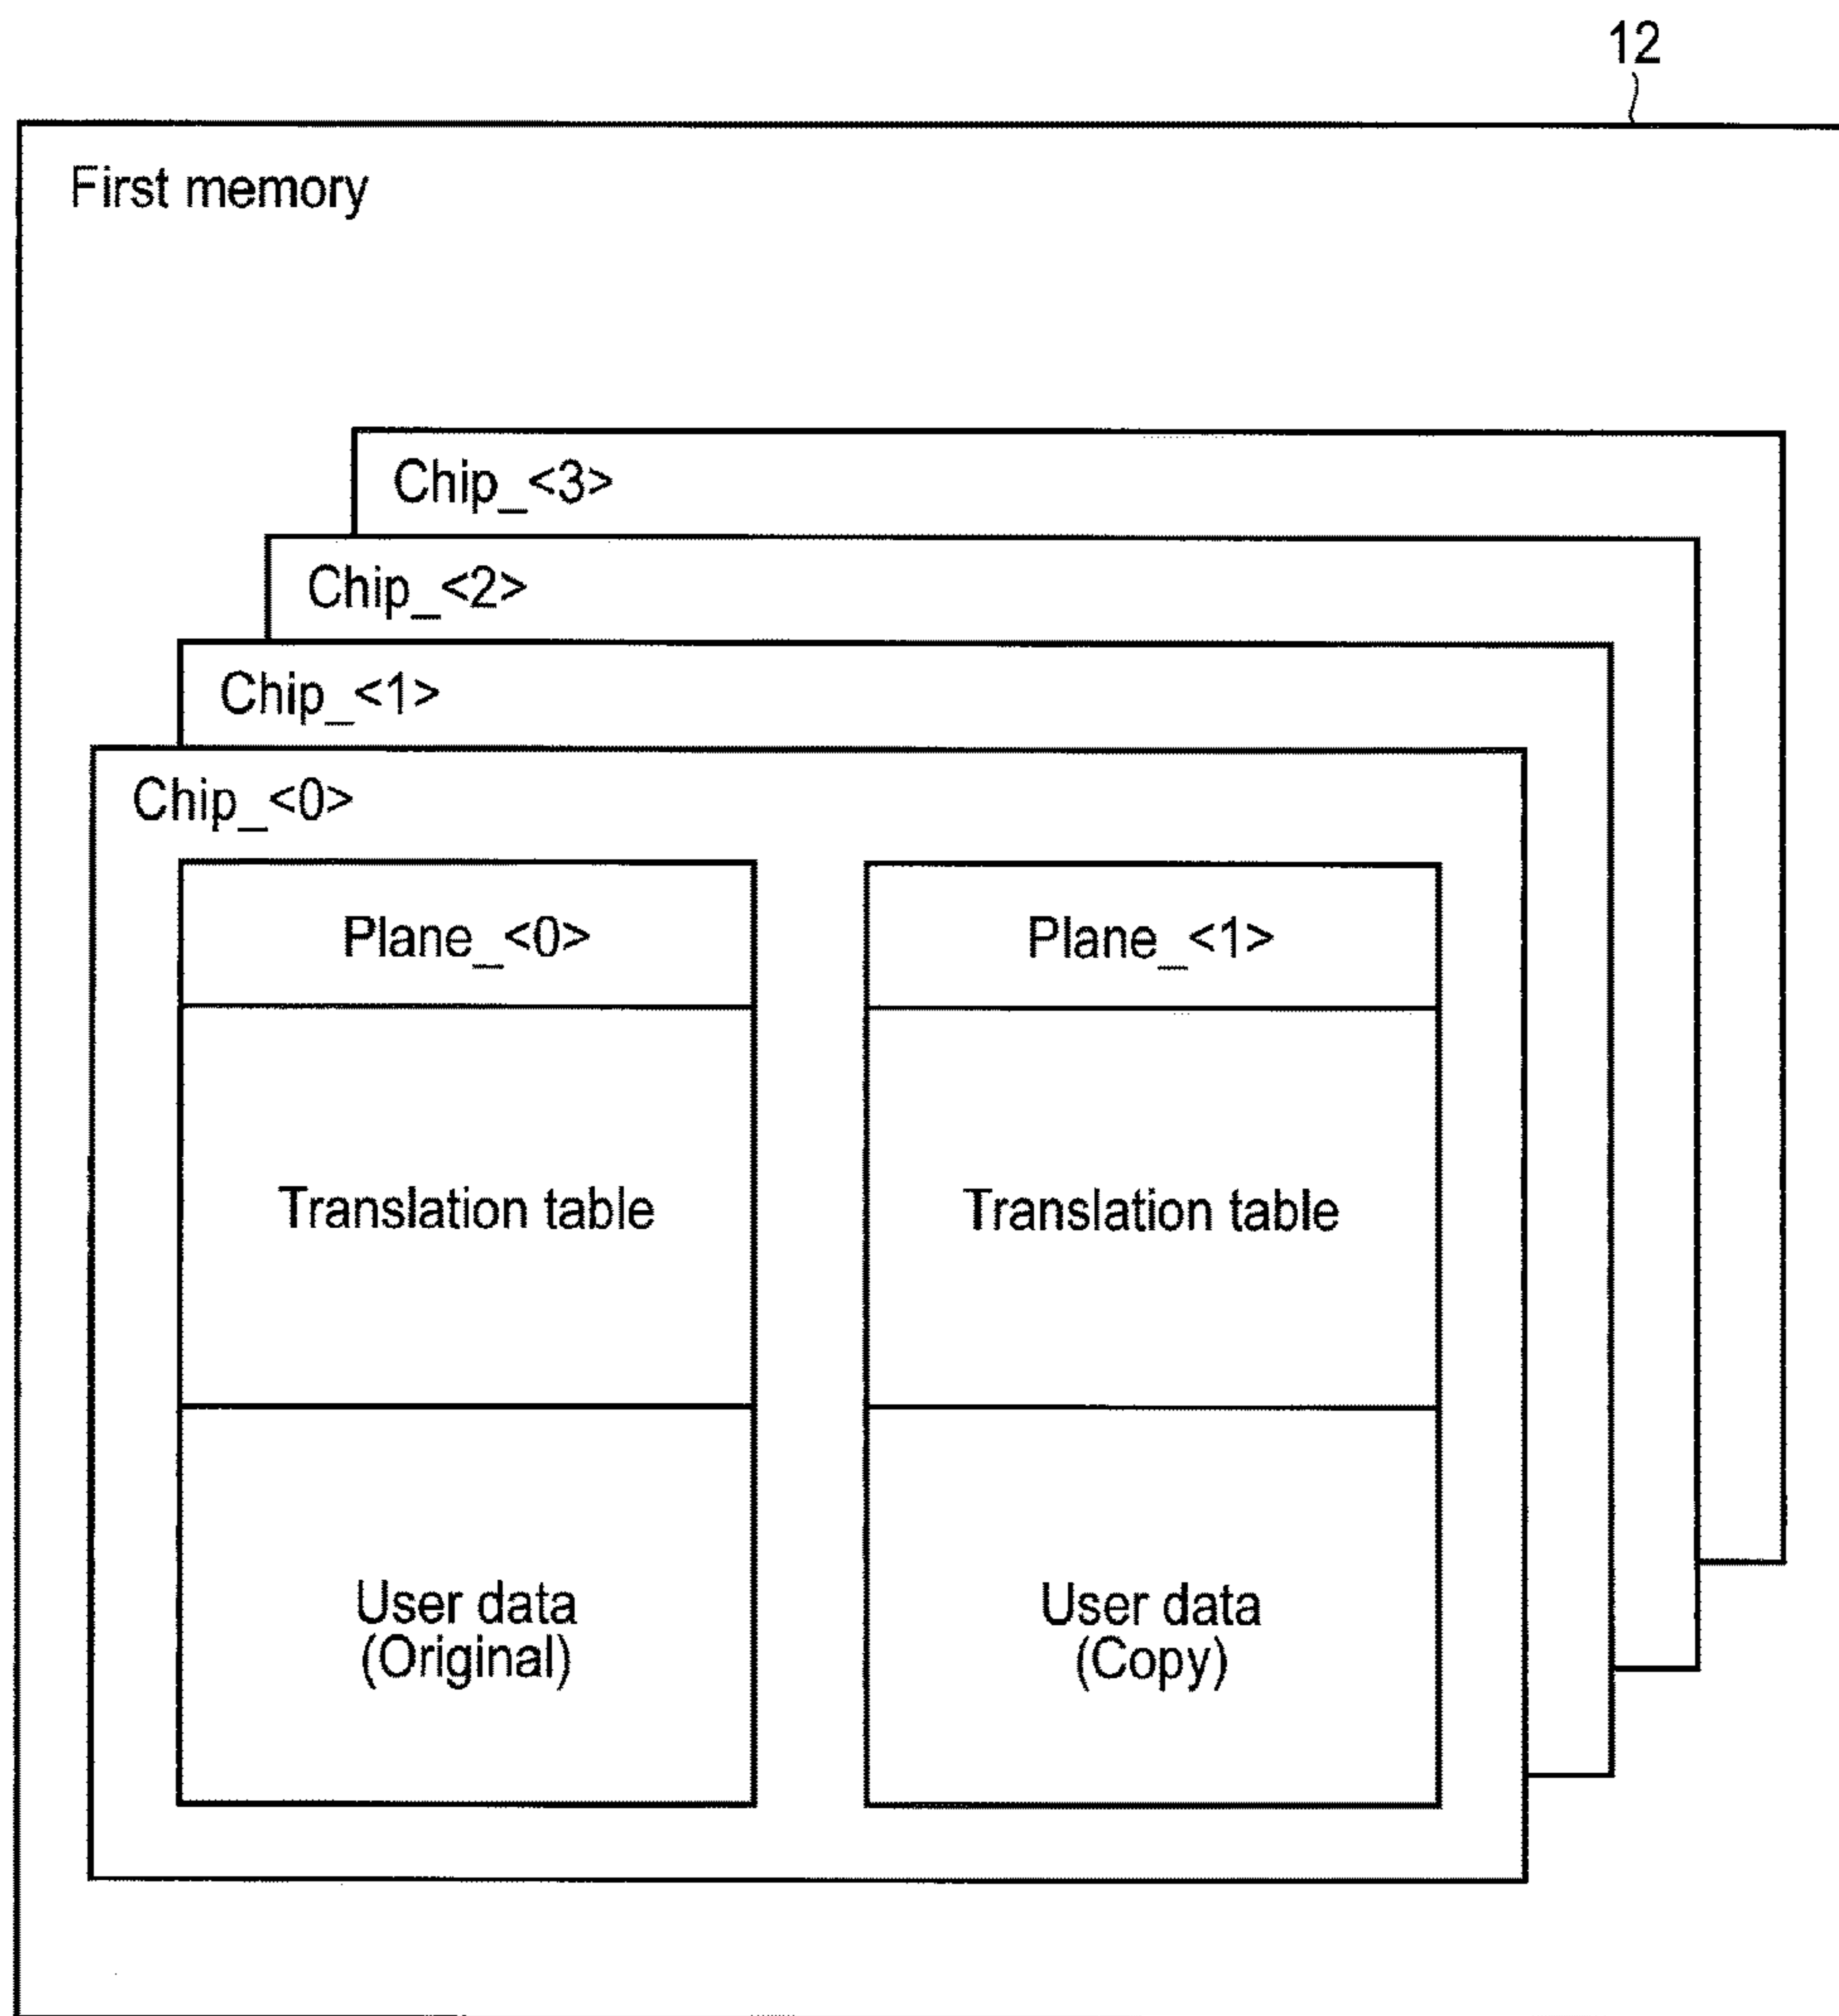 12
First memory
Chip_<3>
Chip_<2>
Chip_<1>
Chip_<0>
Plane_<0>
Plane_<1>
Translation table
Translation table
User data
(Original)
User data
(Copy)